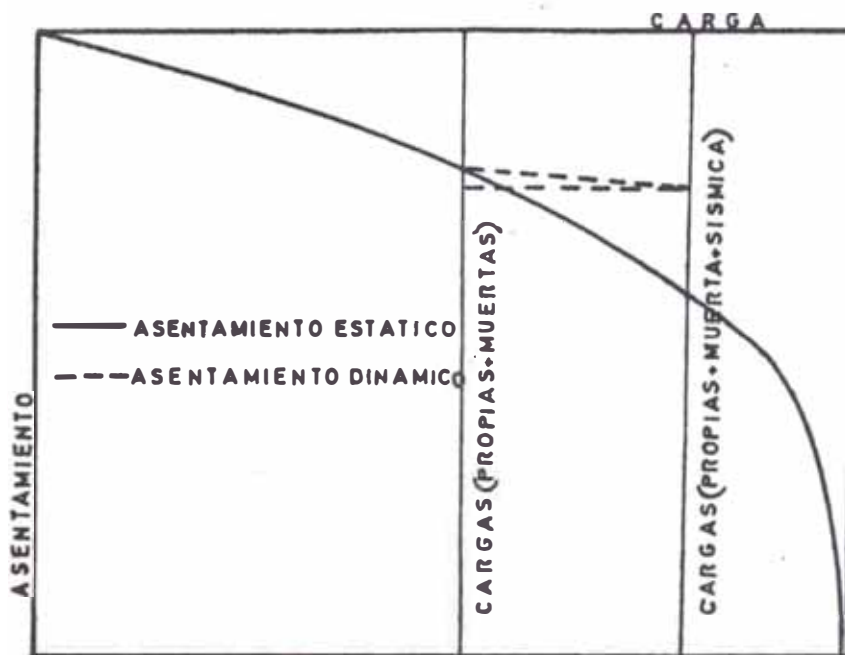 CARGA
ASENTAMIENTO ESTATICO
ASENTAMIENTO DINAMICO
ASENTAMIENTO
CARGAS(PROPIAS+MUERTAS)
CARGAS(PROPIAS+MUERTA+SISMICA)